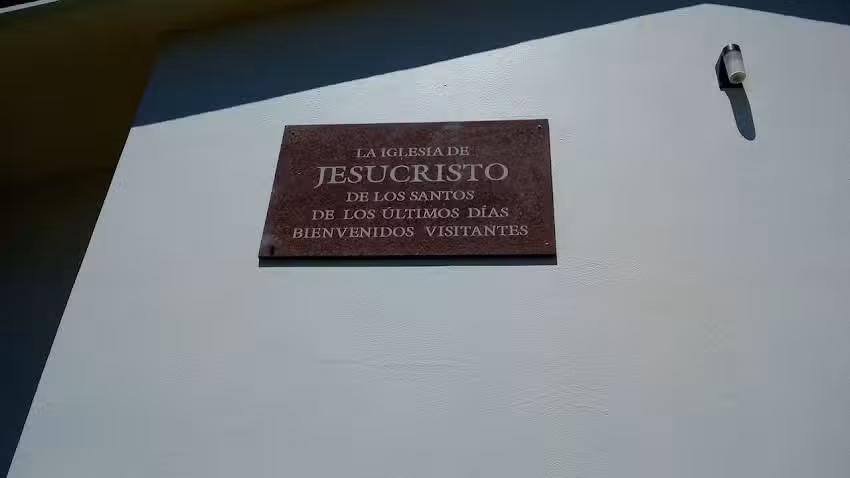 LA IGLESIA DE
JESUCRISTO
DE LOS SANTOS
DE LOS ÚLTIMOS DÍAS
BIENVENIDOS VISITANTES